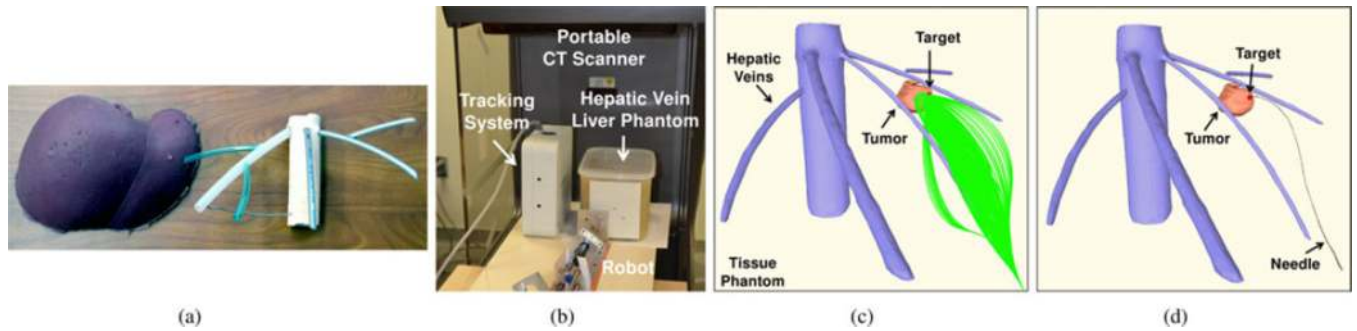 Portable
CT Scanner
Tracking
System
Hepatic Vein
Liver Phantom
Robot
Hepatic
Veins
Target
Tumor
Tissue
Phantom
Target
Tumor
Needle
(a)
(b)
(c)
(d)